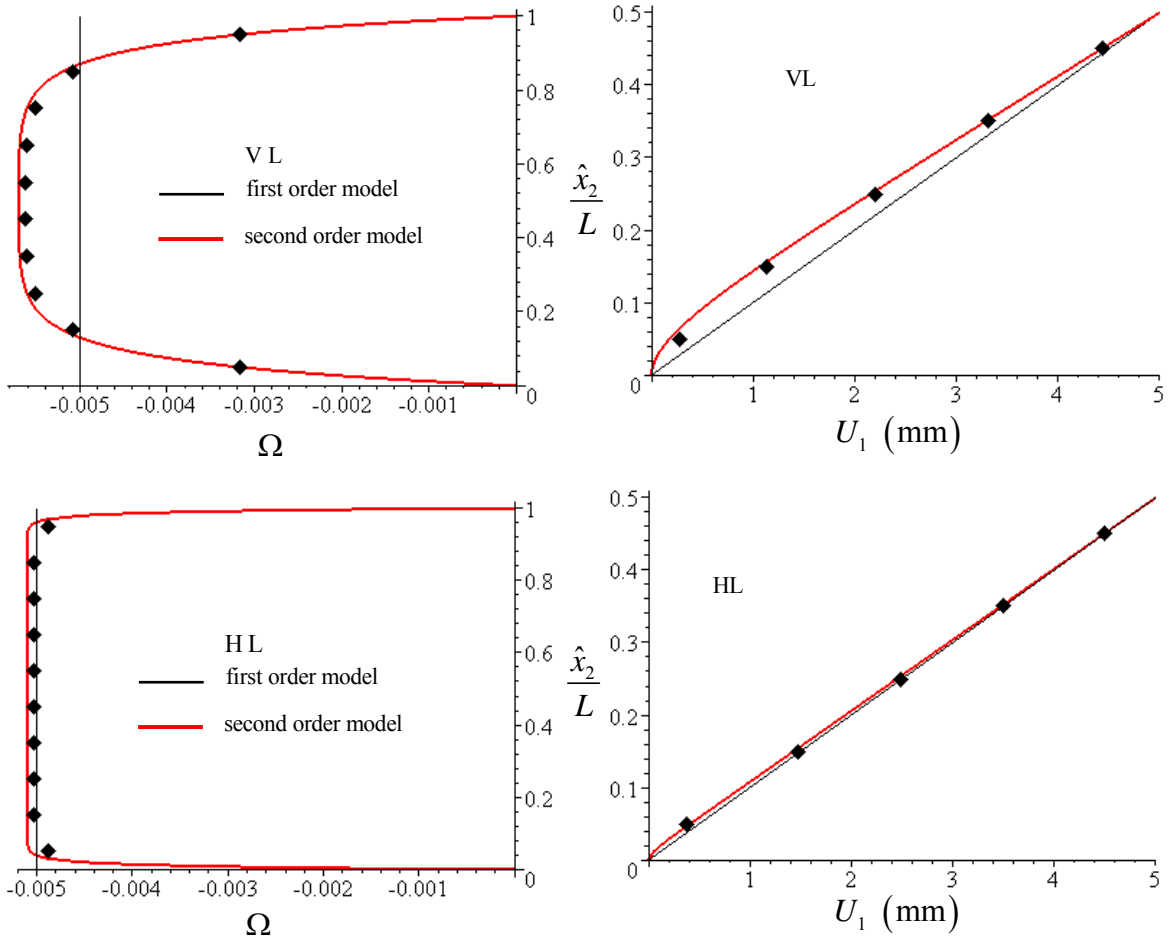 1
0.8
0.6
0.4
0.2
0
V L
first order model
second order model
-0.005
-0.004
-0.003
-0.002
-0.001
Ω
0.5
0.4
0.3
0.2
0.1
0
VL
x̂₂
L
1
2
3
4
5
U₁ (mm)
1
0.8
0.6
0.4
0.2
0
H L
first order model
second order model
-0.005
-0.004
-0.003
-0.002
-0.001
Ω
0.5
0.4
0.3
0.2
0.1
0
HL
x̂₂
L
1
2
3
4
5
U₁ (mm)